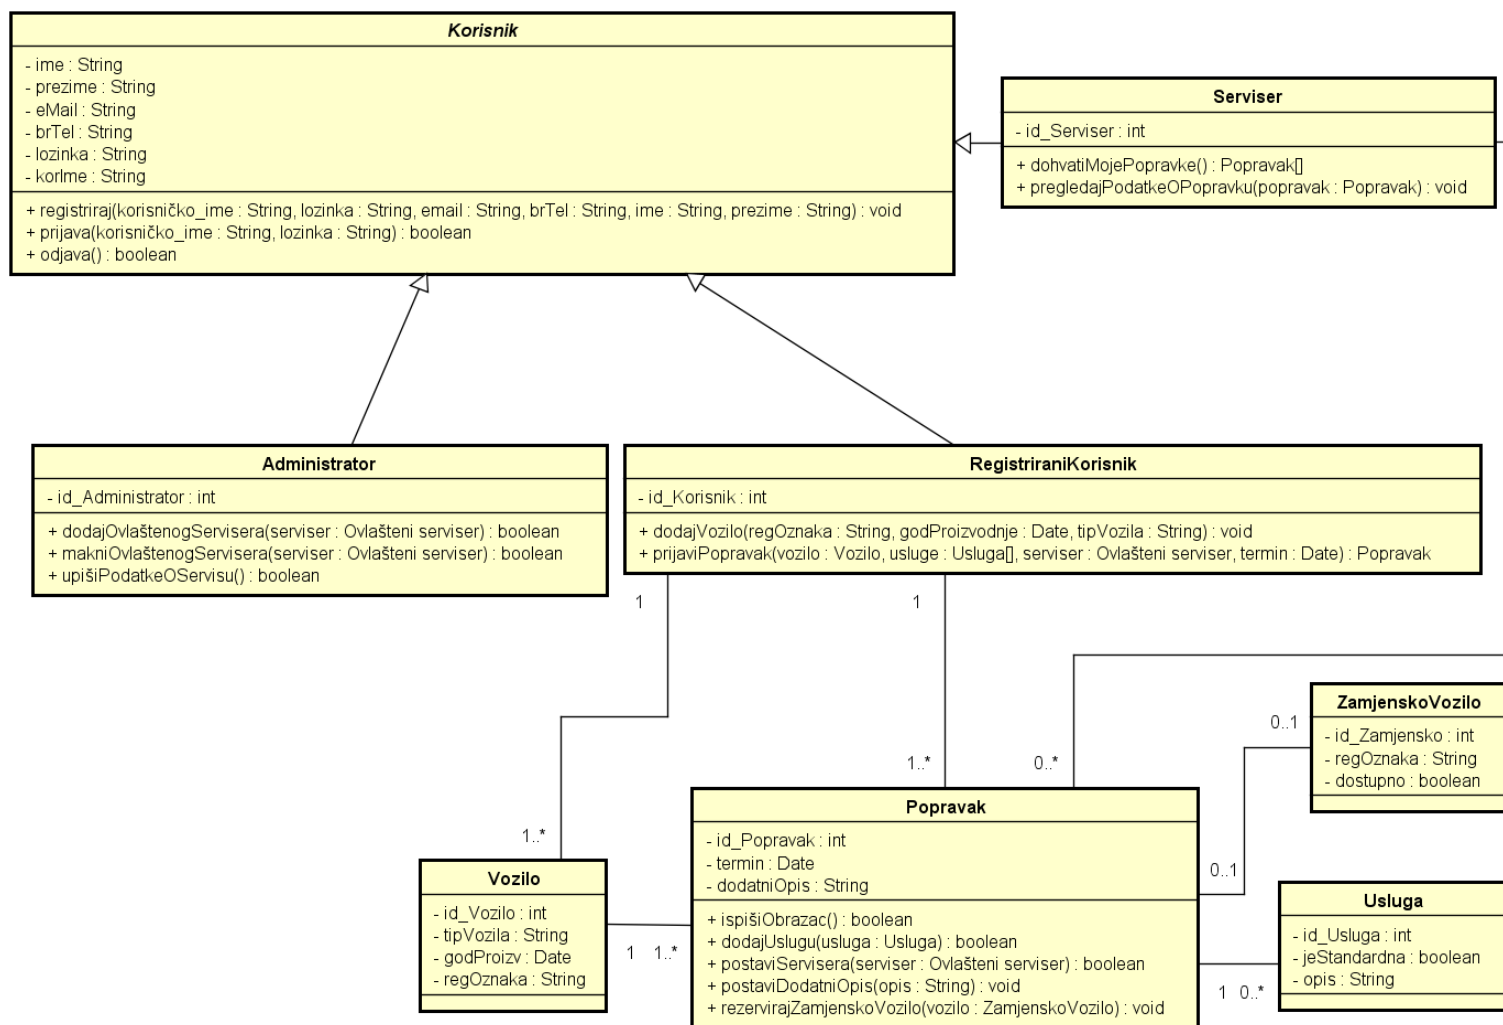 Korisnik
- ime : String
- prezime : String
- eMail : String
- brTel : String
- lozinka : String
- korIme : String
+ registriraj(korisničko_ime : String, lozinka : String, email : String, brTel : String, ime : String, prezime : String) : void
+ prijava(korisničko_ime : String, lozinka : String) : boolean
+ odjava() : boolean
Serviser
- id_Serviser : int
+ dohvatiMojePopravke() : Popravak[]
+ pregledajPodatkeOPopravku(popravak : Popravak) : void
Administrator
- id_Administrator : int
+ dodajOvlaštenogServisera(serviser : Ovlašteni serviser) : boolean
+ makniOvlaštenogServisera(serviser : Ovlašteni serviser) : boolean
+ upišiPodatkeOServisu() : boolean
RegistriraniKorisnik
- id_Korisnik : int
+ dodajVozilo(regOznaka : String, godProizvodnje : Date, tipVozila : String) : void
+ prijaviPopravak(vozilo : Vozilo, usluge : Usluga[], serviser : Ovlašteni serviser, termin : Date) : Popravak
1
1
1..*
1..*
0..*
0..1
ZamjenskoVozilo
- id_Zamjensko : int
- regOznaka : String
- dostupno : boolean
Vozilo
- id_Vozilo : int
- tipVozila : String
- godProizv : Date
- regOznaka : String
1 1..*
Popravak
- id_Popravak : int
- termin : Date
- dodatniOpis : String
+ ispišiObrazac() : boolean
+ dodajUslugu(usluga : Usluga) : boolean
+ postaviServisera(serviser : Ovlašteni serviser) : boolean
+ postaviDodatniOpis(opis : String) : void
+ rezervirajZamjenskoVozilo(vozilo : ZamjenskoVozilo) : void
0..1
Usluga
- id_Usluga : int
- jeStandardna : boolean
- opis : String
1 0..*